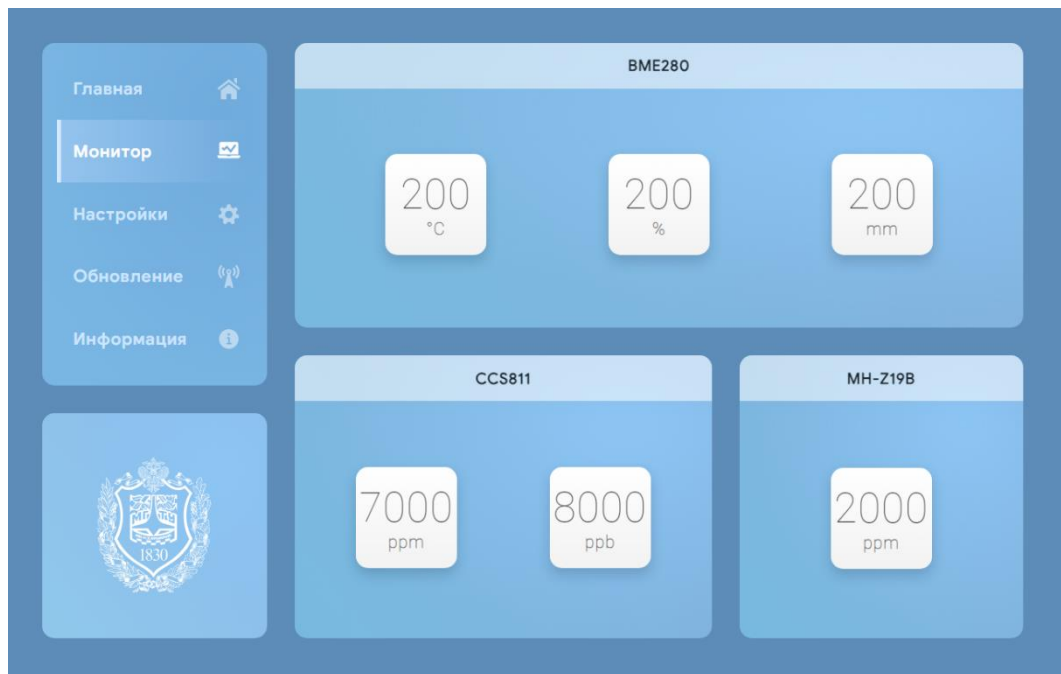 Главная
Монитор
Настройки
Обновление
Информация
1830
BME280
200
°C
200
%
200
mm
CCS811
7000
ppm
8000
ppb
MH-Z19B
2000
ppm